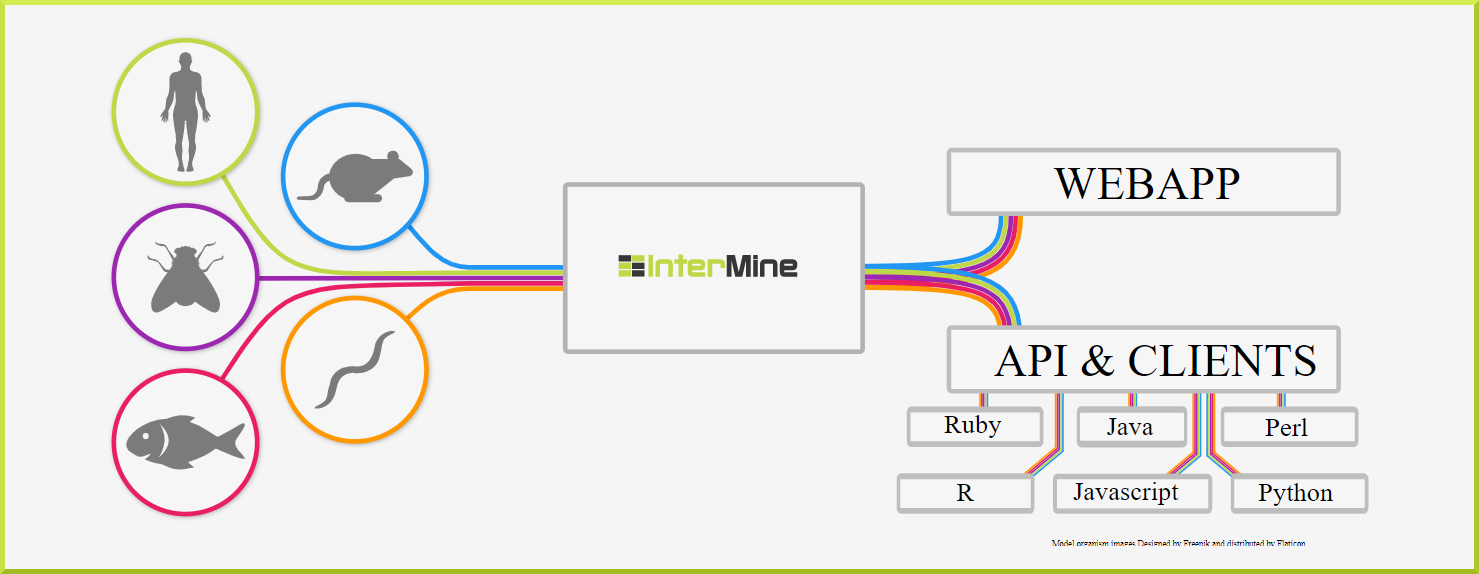 InterMine
WEBAPP
API & CLIENTS
Ruby
Java
Perl
R
Javascript
Python
Model organism images Designed by Freepik and distributed by Flaticon